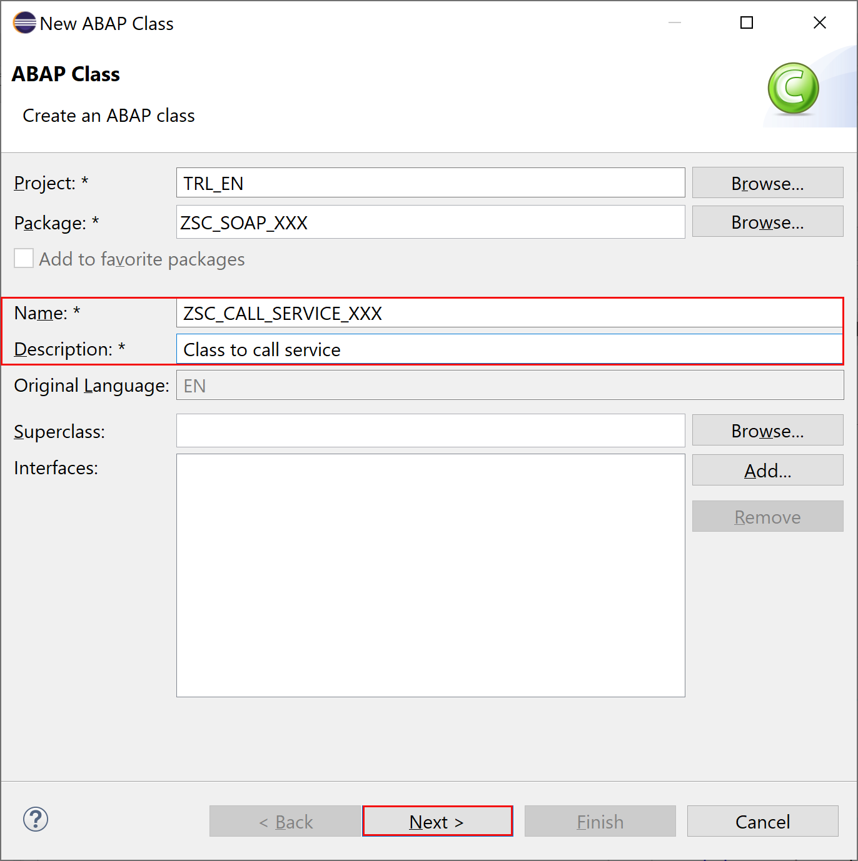 New ABAP Class
ABAP Class
Create an ABAP class
C
Project: * TRL_EN Browse...
Package: * ZSC_SOAP_XXX Browse...
Add to favorite packages
Name: * ZSC_CALL_SERVICE_XXX
Description: * Class to call service
Original Language: EN
Superclass: Browse...
Interfaces: Add...
Remove
? < Back Next > Finish Cancel